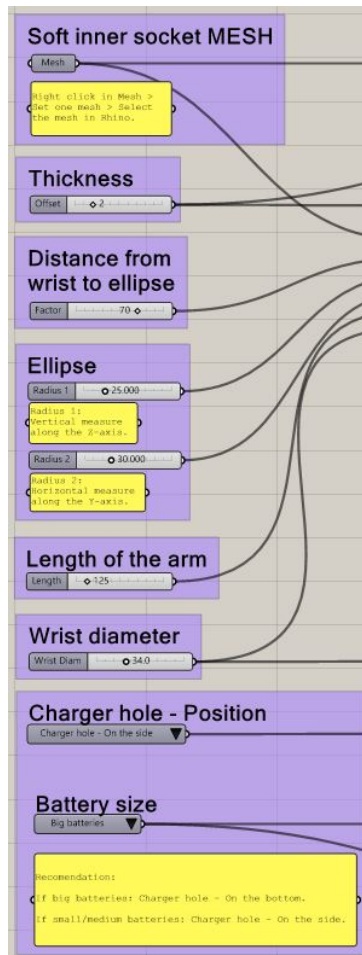 Soft inner socket MESH
Mesh
Right click in Mesh >
Set one mesh > Select
the mesh in Rhino.
Thickness
Offset 2
Distance from
wrist to ellipse
Factor 70
Ellipse
Radius 1 25.000
Radius 1:
Vertical measure
along the Z-axis.
Radius 2 30.000
Radius 2:
Horizontal measure
along the Y-axis.
Length of the arm
Length 125
Wrist diameter
Wrist Diam 34.0
Charger hole - Position
Charger hole - On the side
Battery size
Big batteries
Recomendation:
If big batteries: Charger hole - On the bottom.
If small/medium batteries: Charger hole - On the side.